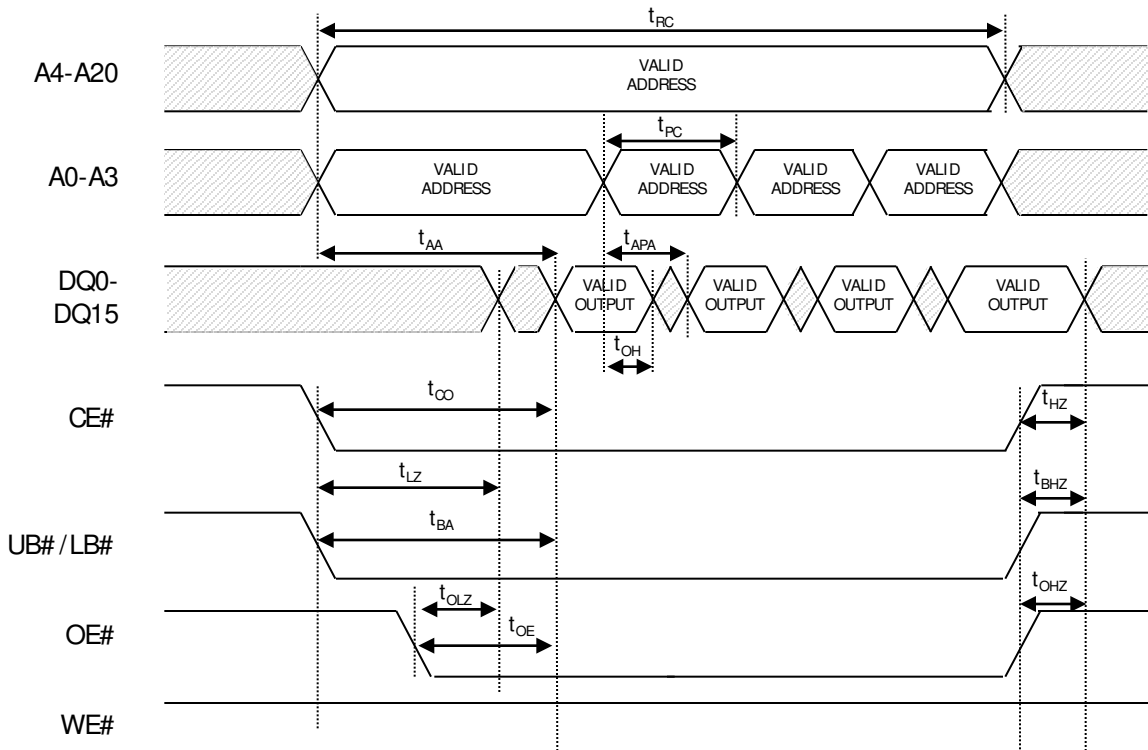 tRC
A4-A20
VALID
ADDRESS
tPC
A0-A3
VALID
ADDRESS
VALID
ADDRESS
VALID
ADDRESS
VALID
ADDRESS
tAA
tAPA
DQ0-
DQ15
VALID
OUTPUT
VALID
OUTPUT
VALID
OUTPUT
VALID
OUTPUT
tOH
CE#
tCO
tHZ
tLZ
tBHZ
UB# / LB#
tBA
tOLZ
tOHZ
OE#
tOE
WE#